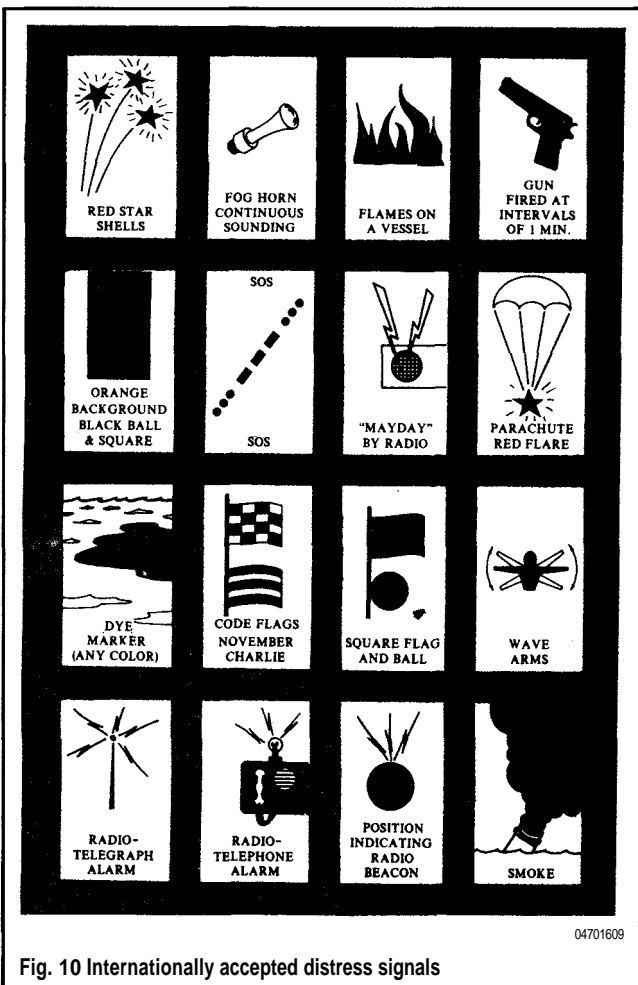 RED STAR
SHELLS
FOG HORN
CONTINUOUS
SOUNDING
FLAMES ON
A VESSEL
GUN
FIRED AT
INTERVALS
OF 1 MIN.
ORANGE
BACKGROUND
BLACK BALL
& SQUARE
SOS
SOS
"MAYDAY"
BY RADIO
PARACHUTE
RED FLARE
DYE
MARKER
(ANY COLOR)
CODE FLAGS
NOVEMBER
CHARLIE
SQUARE FLAG
AND BALL
WAVE
ARMS
RADIO-
TELEGRAPH
ALARM
RADIO-
TELEPHONE
ALARM
POSITION
INDICATING
RADIO
BEACON
SMOKE
04701609
Fig. 10 Internationally accepted distress signals